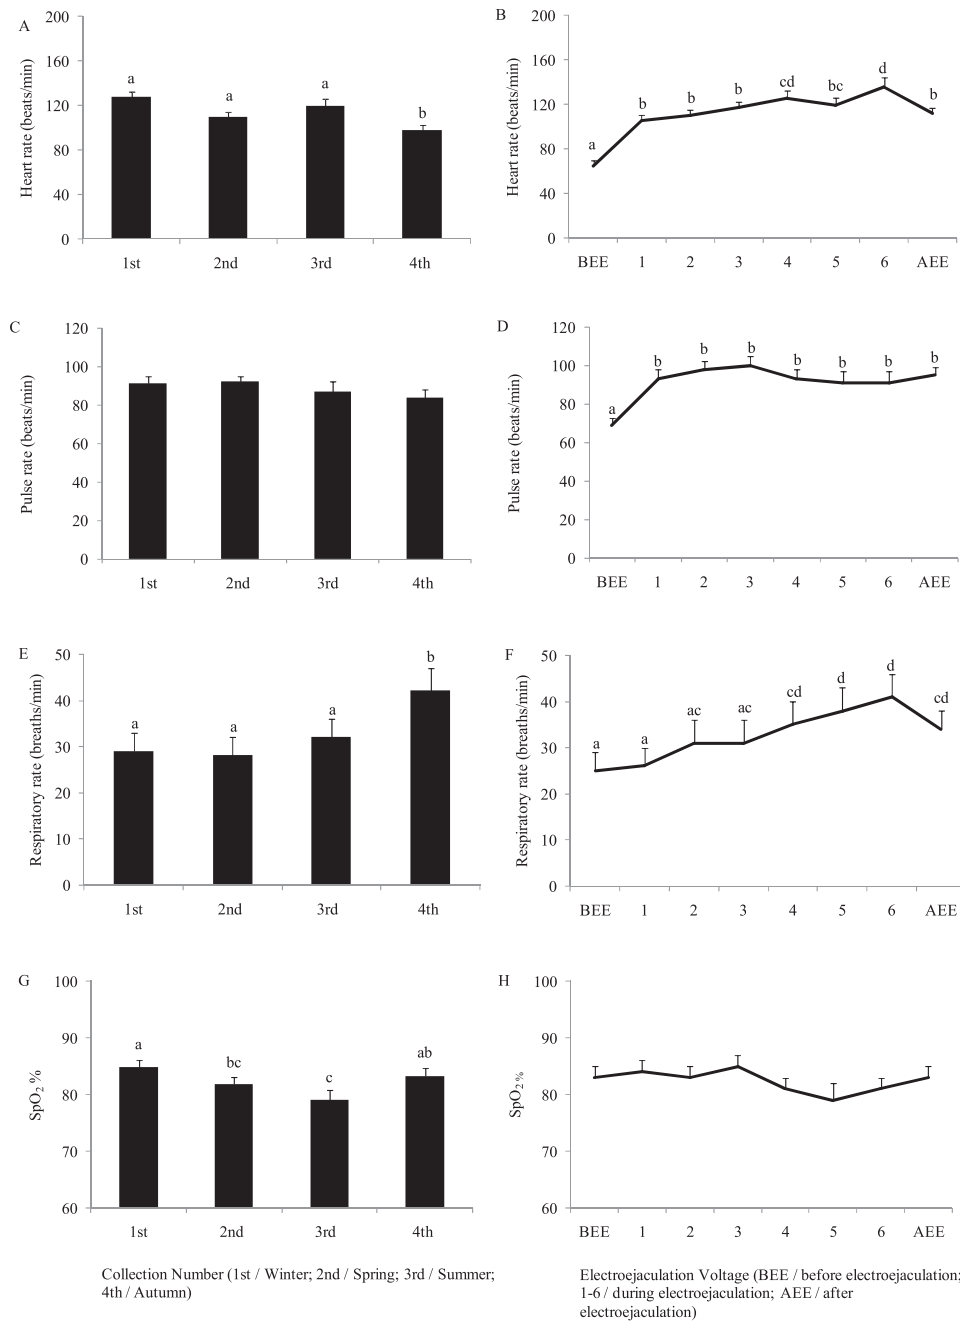 A
Heart rate (beats/min)
200
160
120
80
40
0
a
a
a
b
1st
2nd
3rd
4th
B
Heart rate (beats/min)
200
160
120
80
40
0
a
b
b
b
cd
bc
d
b
BEE
1
2
3
4
5
6
AEE
C
Pulse rate (beats/min)
120
100
80
60
40
20
0
1st
2nd
3rd
4th
D
Pulse rate (beats/min)
120
100
80
60
40
20
0
a
b
b
b
b
b
b
b
BEE
1
2
3
4
5
6
AEE
E
Respiratory rate (breaths/min)
50
40
30
20
10
0
a
a
a
b
1st
2nd
3rd
4th
F
Respiratory rate (breaths/min)
50
40
30
20
10
0
a
a
ac
ac
cd
d
d
cd
BEE
1
2
3
4
5
6
AEE
G
SpO₂ %
100
90
80
70
60
a
bc
c
ab
1st
2nd
3rd
4th
H
SpO₂ %
100
90
80
70
60
BEE
1
2
3
4
5
6
AEE
Collection Number (1st / Winter; 2nd / Spring; 3rd / Summer;
4th / Autumn)
Electroejaculation Voltage (BEE / before electroejaculation;
1-6 / during electroejaculation; AEE / after
electroejaculation)